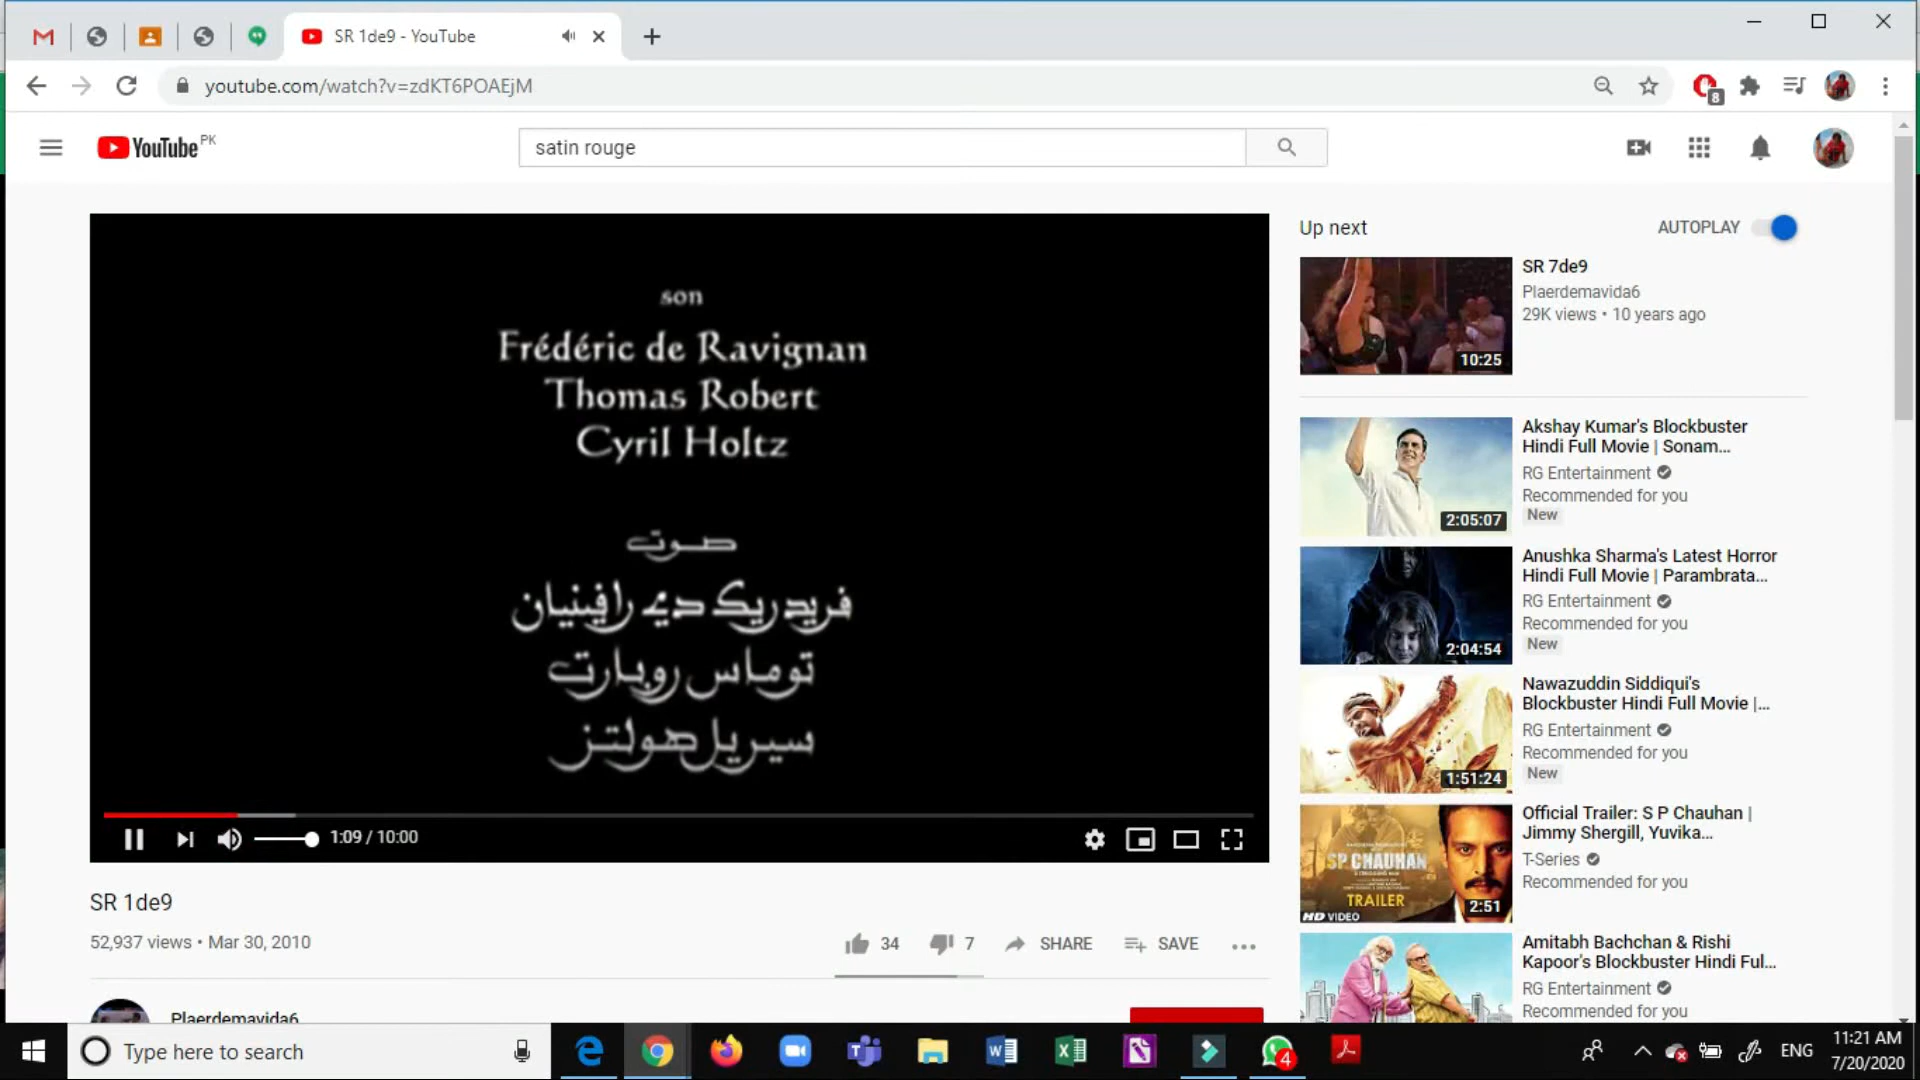 SR 1de9 - YouTube
youtube.com/watch?v=zdKT6POAEjM
8
YouTube PK
satin rouge
son
Frédéric de Ravignan
Thomas Robert
Cyril Holtz
صوت
فريديريك دي رافينيان
توماس روبارت
سيريل هولتز
1:09 / 10:00
SR 1de9
52,937 views • Mar 30, 2010
34
7
SHARE
SAVE
Plaerdemavida6
Up next
AUTOPLAY
SR 7de9
Plaerdemavida6
29K views • 10 years ago
10:25
Akshay Kumar's Blockbuster
Hindi Full Movie | Sonam...
RG Entertainment
Recommended for you
New
2:05:07
Anushka Sharma's Latest Horror
Hindi Full Movie | Parambrata...
RG Entertainment
Recommended for you
New
2:04:54
Nawazuddin Siddiqui's
Blockbuster Hindi Full Movie |...
RG Entertainment
Recommended for you
New
1:51:24
Official Trailer: S P Chauhan |
Jimmy Shergill, Yuvika...
T-Series
Recommended for you
SP CHAUHAN
TRAILER
HD VIDEO
2:51
Amitabh Bachchan & Rishi
Kapoor's Blockbuster Hindi Ful...
RG Entertainment
Recommended for you
Type here to search
4
ENG
11:21 AM
7/20/2020